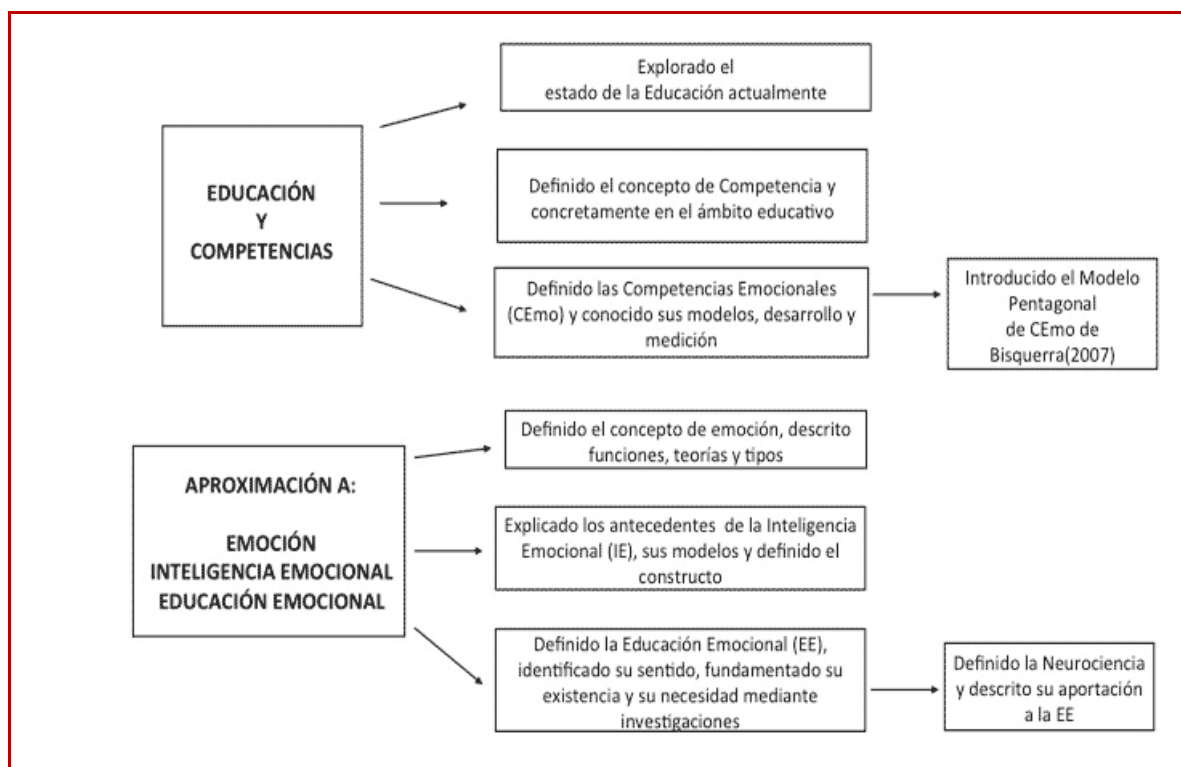 Explorado el
estado de la Educación actualmente
EDUCACIÓN
Y
COMPETENCIAS
Definido el concepto de Competencia y
concretamente en el ámbito educativo
Definido las Competencias Emocionales
(CEmo) y conocido sus modelos, desarrollo y
medición
Introducido el Modelo
Pentagonal
de CEmo de
Bisquerra(2007)
APROXIMACIÓN A:
EMOCIÓN
INTELIGENCIA EMOCIONAL
EDUCACIÓN EMOCIONAL
Definido el concepto de emoción, descrito
funciones, teorías y tipos
Explicado los antecedentes de la Inteligencia
Emocional (IE), sus modelos y definido el
constructo
Definido la Educación Emocional (EE),
identificado su sentido, fundamentado su
existencia y su necesidad mediante
investigaciones
Definido la Neurociencia
y descrito su aportación
a la EE